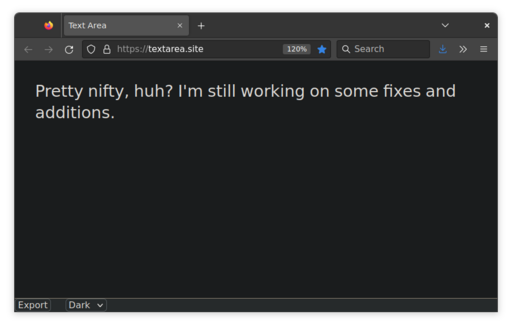 Text Area
https://textarea.site
120%
Search
Pretty nifty, huh? I'm still working on some fixes and
additions.
Export
Dark